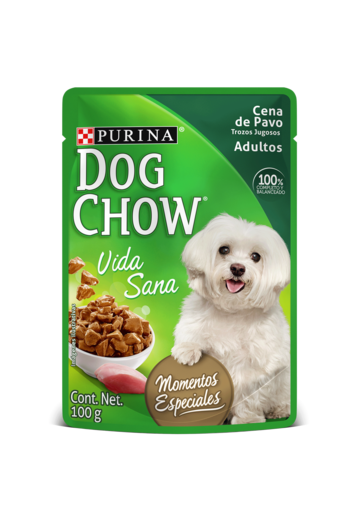 PURINA®
DOG
CHOW®
Vida
Sana
Cena
de Pavo
Trozos Jugosos
Adultos
100%
COMPLETO Y
BALANCEADO
Momentos
Especiales
Cont. Net.
100 g